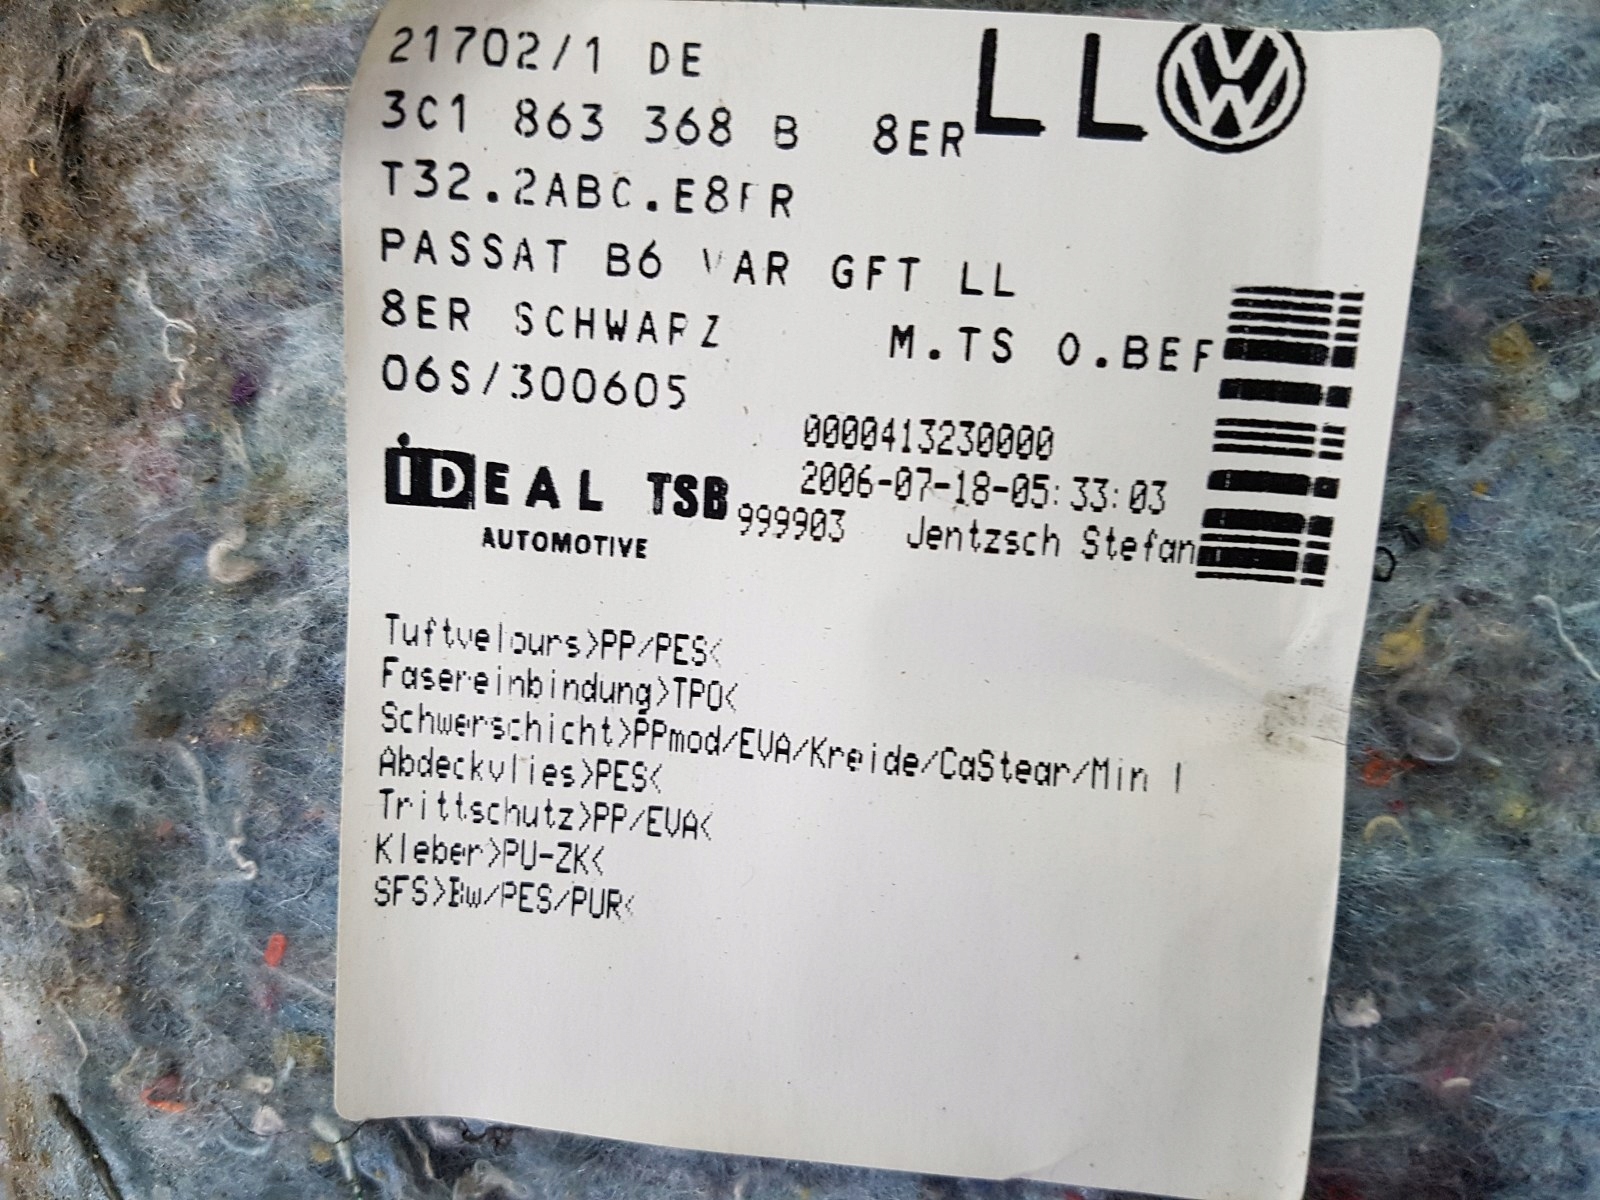 21702/1 DE
LL
3C1 863 368 B 8ER
T32.2ABC.E8FR
PASSAT B6 VAR GFT LL
8ER SCHWARZ M.TS O.BEF
06S/300605
0000413230000
2006-07-18-05:33:03
iDEAL TSB
999903 Jentzsch Stefan
AUTOMOTIVE
Tuftvelours>PP/PES<
Fasereinbindung>TPO<
Schwerschicht>PPmod/EVA/Kreide/CaStear/Min
Abdeckvlies>PES<
Trittschutz>PP/EVA<
Kleber>PU-ZK<
SFS>Bw/PES/PUR<